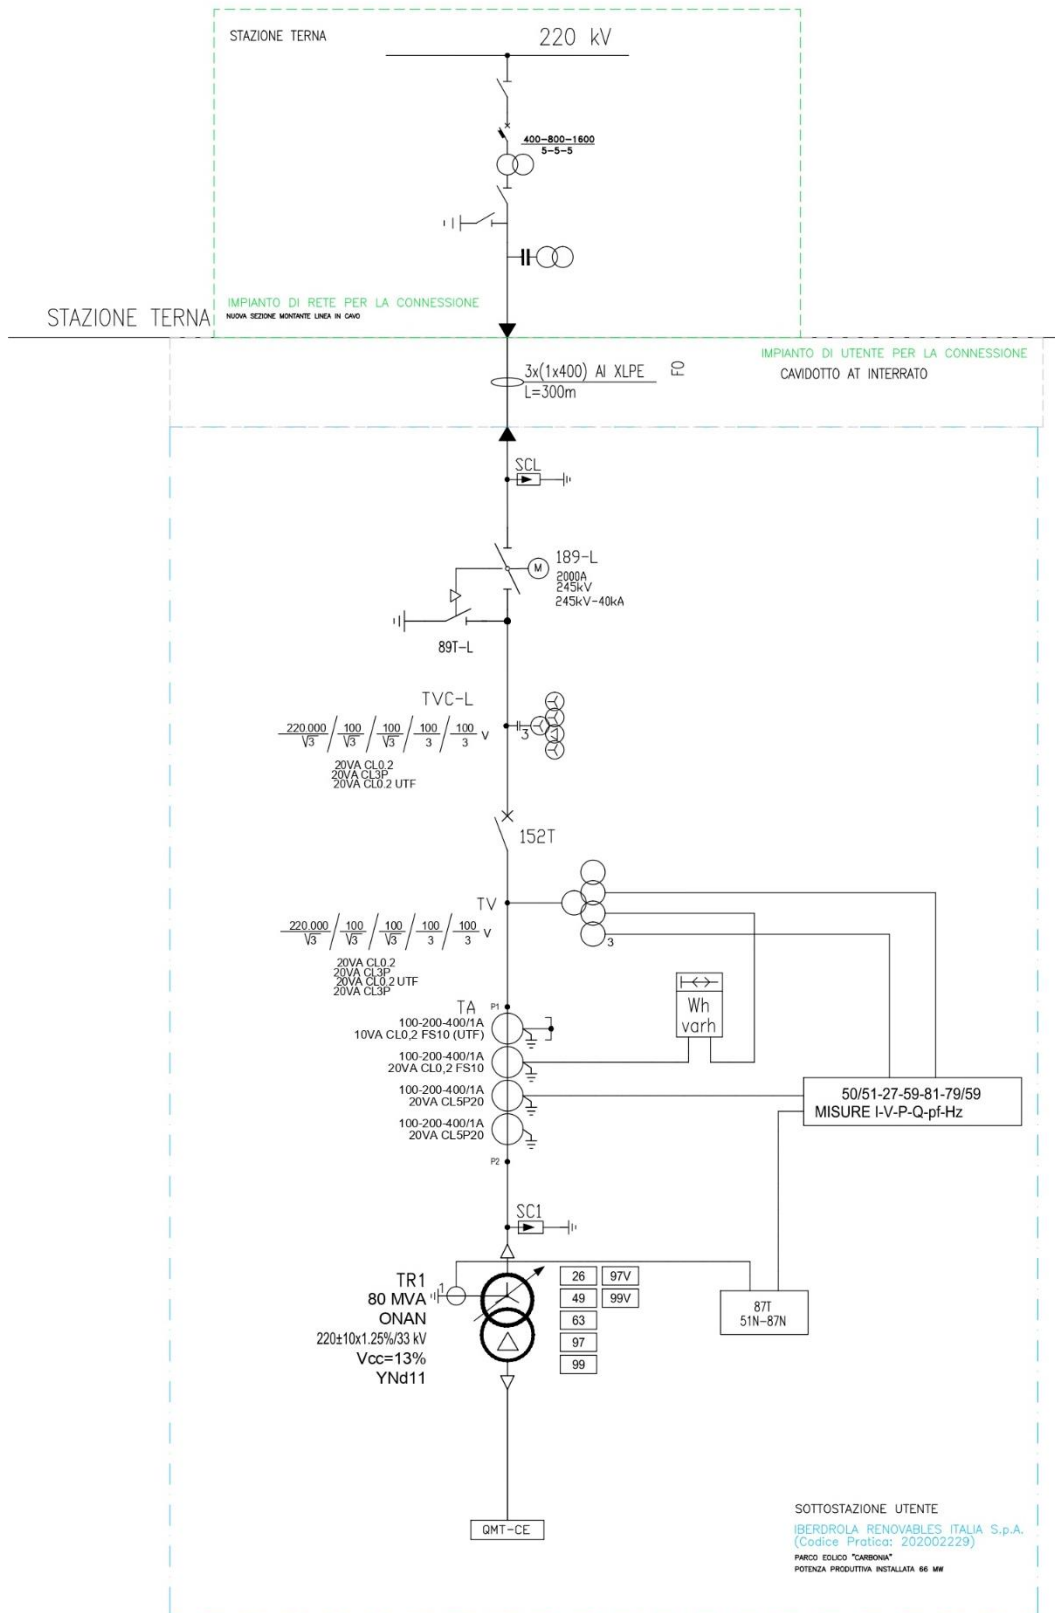 STAZIONE TERNA
220 kV
400-800-1600
5-5-5
IMPIANTO DI RETE PER LA CONNESSIONE
NUOVA SEZIONE MONTANTE LINEA IN CAVO
STAZIONE TERNA
IMPIANTO DI UTENTE PER LA CONNESSIONE
CAVIDOTTO AT INTERRATO
3x(1x400) Al XLPE
L=300m
FO
SCL
189-L
M
2000A
245kV
245kV-40kA
89T-L
TVC-L
220.000/√3 / 100/√3 / 100/√3 / 100/3 / 100/3 V
3
20VA CL0.2
20VA CL3P
20VA CL0.2 UTF
152T
TV
220.000/√3 / 100/√3 / 100/√3 / 100/3 / 100/3 V
3
20VA CL0.2
20VA CL3P
20VA CL0.2 UTF
20VA CL3P
TA
P1
100-200-400/1A
10VA CL0,2 FS10 (UTF)
100-200-400/1A
20VA CL0,2 FS10
100-200-400/1A
20VA CL5P20
100-200-400/1A
20VA CL5P20
P2
Wh
varh
50/51-27-59-81-79/59
MISURE I-V-P-Q-pf-Hz
SC1
TR1
80 MVA
ONAN
220±10x1.25%/33 kV
Vcc=13%
YNd11
1
26
97V
49
99V
63
97
99
87T
51N-87N
QMT-CE
SOTTOSTAZIONE UTENTE
IBERDROLA RENOVABLES ITALIA S.p.A.
(Codice Pratica: 202002229)
PARCO EOLICO "CARBONIA"
POTENZA PRODUTTIVA INSTALLATA 66 MW